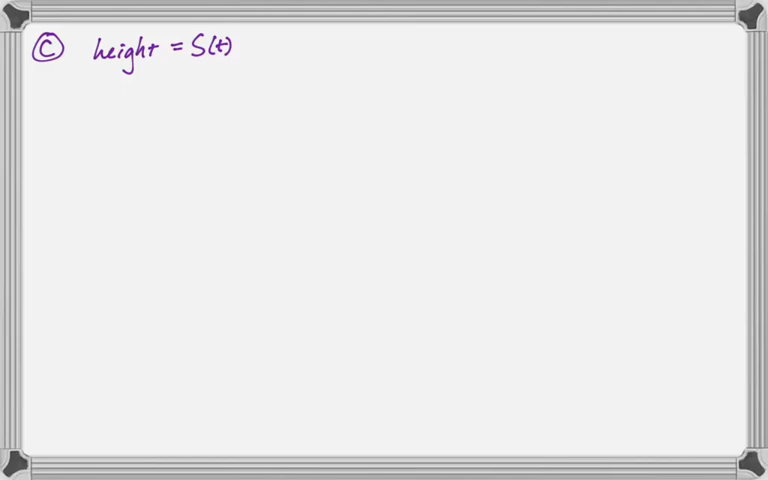 Ⓒ height = S(t)